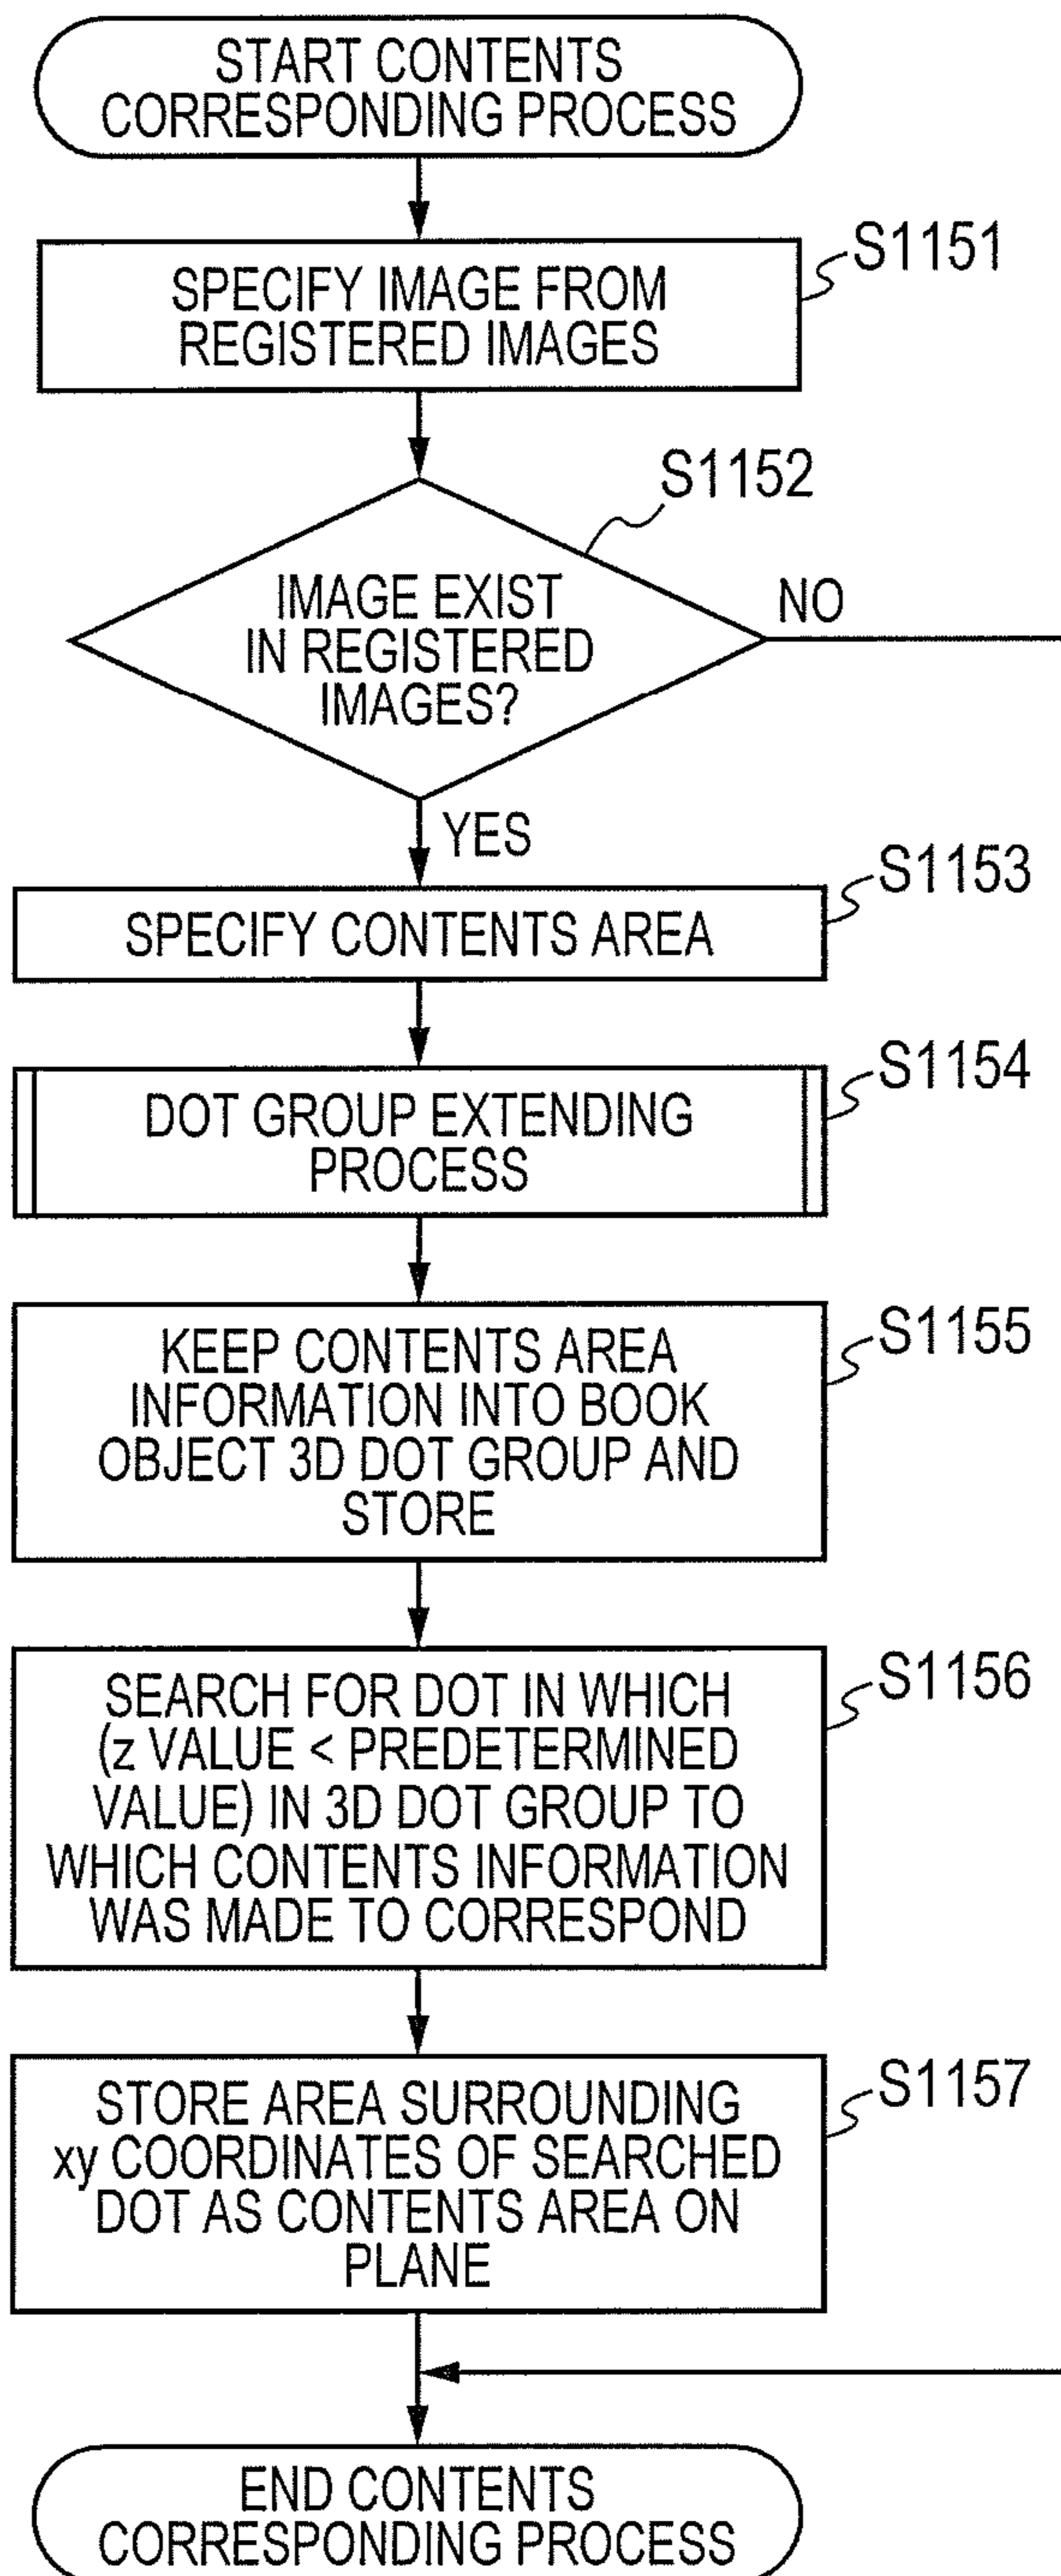 START CONTENTS
CORRESPONDING PROCESS
S1151
SPECIFY IMAGE FROM
REGISTERED IMAGES
S1152
IMAGE EXIST
IN REGISTERED
IMAGES?
NO
YES
S1153
SPECIFY CONTENTS AREA
S1154
DOT GROUP EXTENDING
PROCESS
S1155
KEEP CONTENTS AREA
INFORMATION INTO BOOK
OBJECT 3D DOT GROUP AND
STORE
S1156
SEARCH FOR DOT IN WHICH
(z VALUE < PREDETERMINED
VALUE) IN 3D DOT GROUP TO
WHICH CONTENTS INFORMATION
WAS MADE TO CORRESPOND
S1157
STORE AREA SURROUNDING
xy COORDINATES OF SEARCHED
DOT AS CONTENTS AREA ON
PLANE
END CONTENTS
CORRESPONDING PROCESS